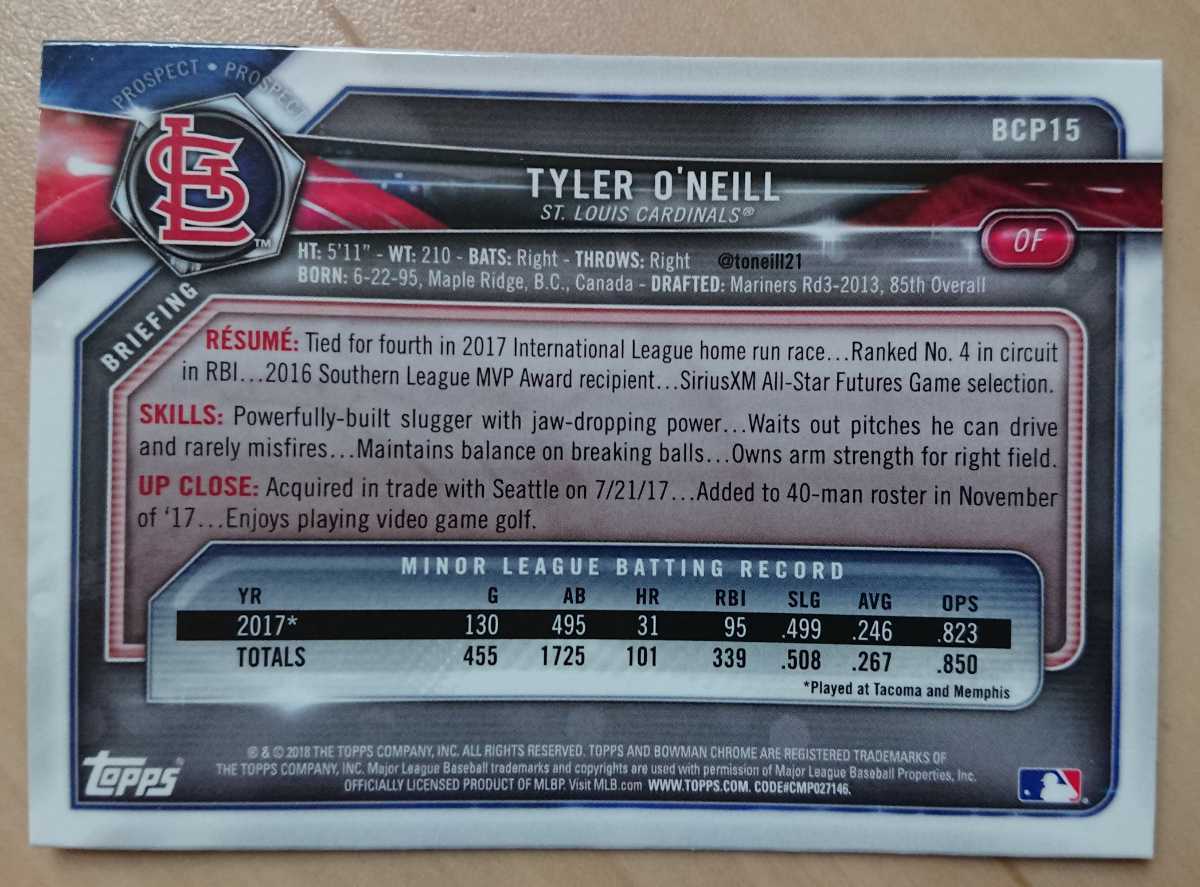 PROSPECT • PROSPECT
BCP15
STL
TM
TYLER O'NEILL
ST. LOUIS CARDINALS®
OF
HT: 5'11" - WT: 210 - BATS: Right - THROWS: Right @toneill21
BORN: 6-22-95, Maple Ridge, B.C., Canada - DRAFTED: Mariners Rd3-2013, 85th Overall
BRIEFING
RÉSUMÉ: Tied for fourth in 2017 International League home run race...Ranked No. 4 in circuit
in RBI...2016 Southern League MVP Award recipient...SiriusXM All-Star Futures Game selection.
SKILLS: Powerfully-built slugger with jaw-dropping power...Waits out pitches he can drive
and rarely misfires...Maintains balance on breaking balls...Owns arm strength for right field.
UP CLOSE: Acquired in trade with Seattle on 7/21/17...Added to 40-man roster in November
of '17...Enjoys playing video game golf.
MINOR LEAGUE BATTING RECORD
YR G AB HR RBI SLG AVG OPS
2017* 130 495 31 95 .499 .246 .823
TOTALS 455 1725 101 339 .508 .267 .850
*Played at Tacoma and Memphis
topps®
® & © 2018 THE TOPPS COMPANY, INC. ALL RIGHTS RESERVED. TOPPS AND BOWMAN CHROME ARE REGISTERED TRADEMARKS OF
THE TOPPS COMPANY, INC. Major League Baseball trademarks and copyrights are used with permission of Major League Baseball Properties, Inc.
OFFICIALLY LICENSED PRODUCT OF MLBP. Visit MLB.com WWW.TOPPS.COM. CODE#CMP027146.